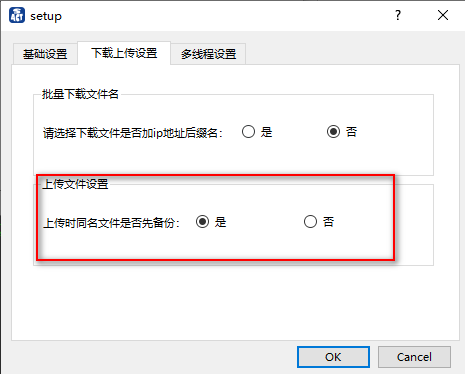 setup
? ×
基础设置 下载上传设置 多线程设置
批量下载文件名
请选择下载文件是否加ip地址后缀名： 是 否
上传文件设置
上传时同名文件是否先备份： 是 否
OK Cancel